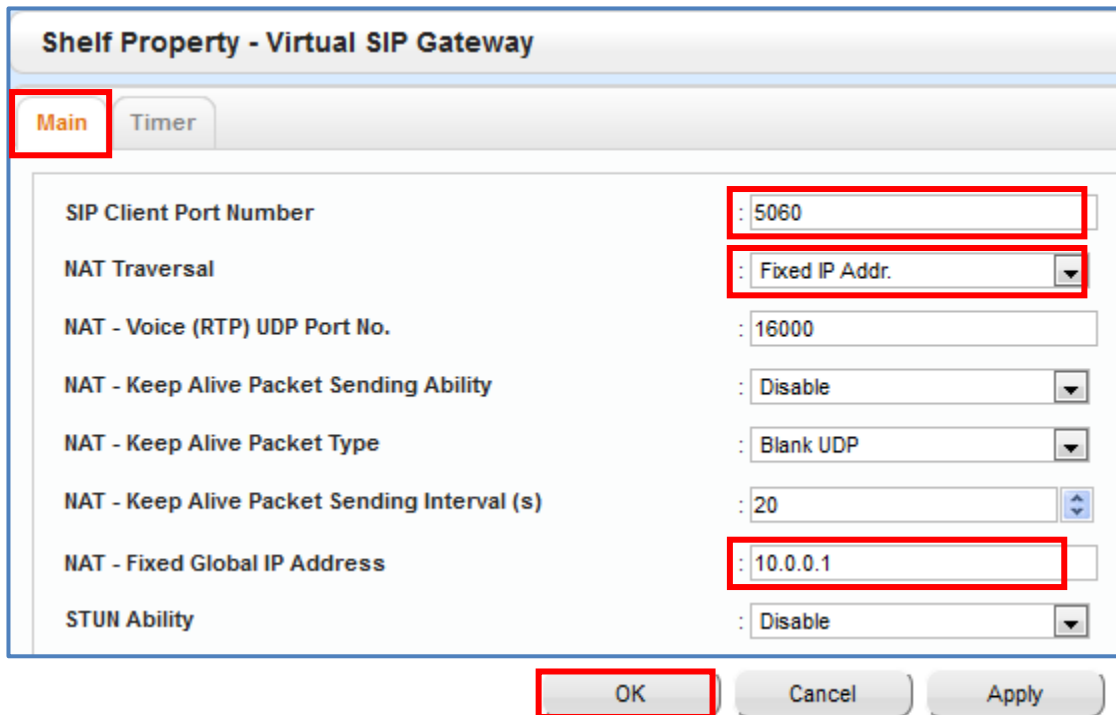 Shelf Property - Virtual SIP Gateway
Main Timer
SIP Client Port Number : 5060
NAT Traversal : Fixed IP Addr.
NAT - Voice (RTP) UDP Port No. : 16000
NAT - Keep Alive Packet Sending Ability : Disable
NAT - Keep Alive Packet Type : Blank UDP
NAT - Keep Alive Packet Sending Interval (s) : 20
NAT - Fixed Global IP Address : 10.0.0.1
STUN Ability : Disable
OK Cancel Apply